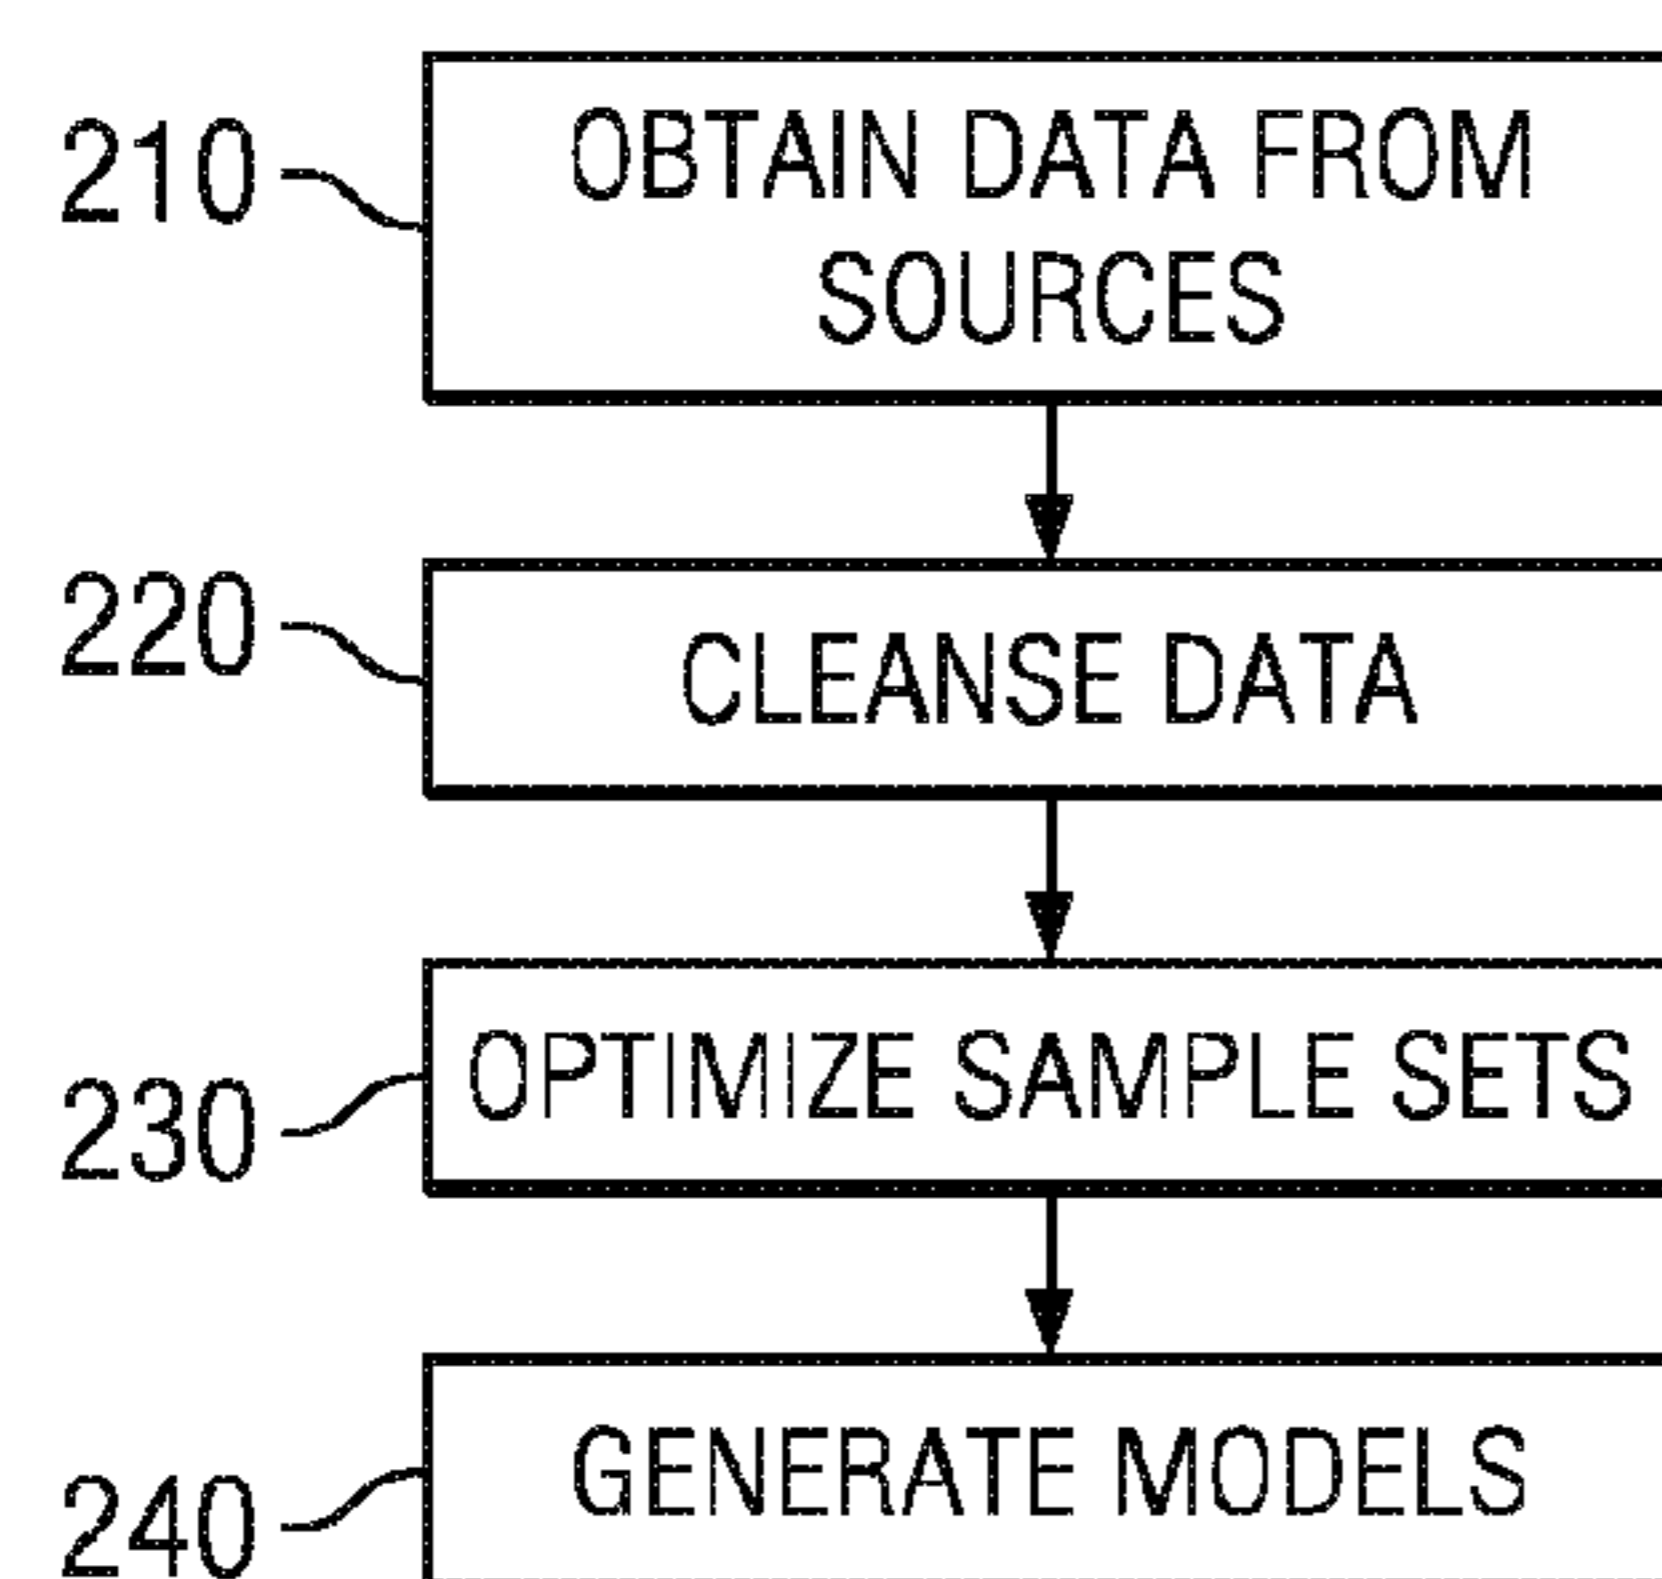 210
OBTAIN DATA FROM
SOURCES
220
CLEANSE DATA
230
OPTIMIZE SAMPLE SETS
240
GENERATE MODELS